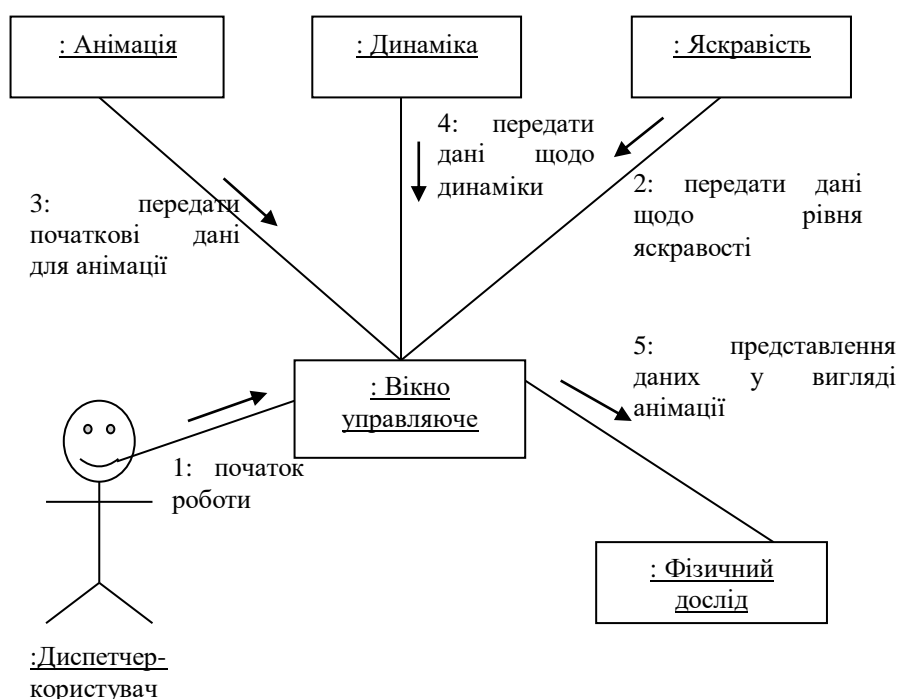 : Анімація
: Динаміка
: Яскравість
4: передати
дані щодо
динаміки
2: передати дані
щодо рівня
яскравості
3: передати
початкові дані
для анімації
5: представлення
даних у вигляді
анімації
: Вікно
управляюче
1: початок
роботи
: Фізичний
дослід
:Диспетчер-
користувач